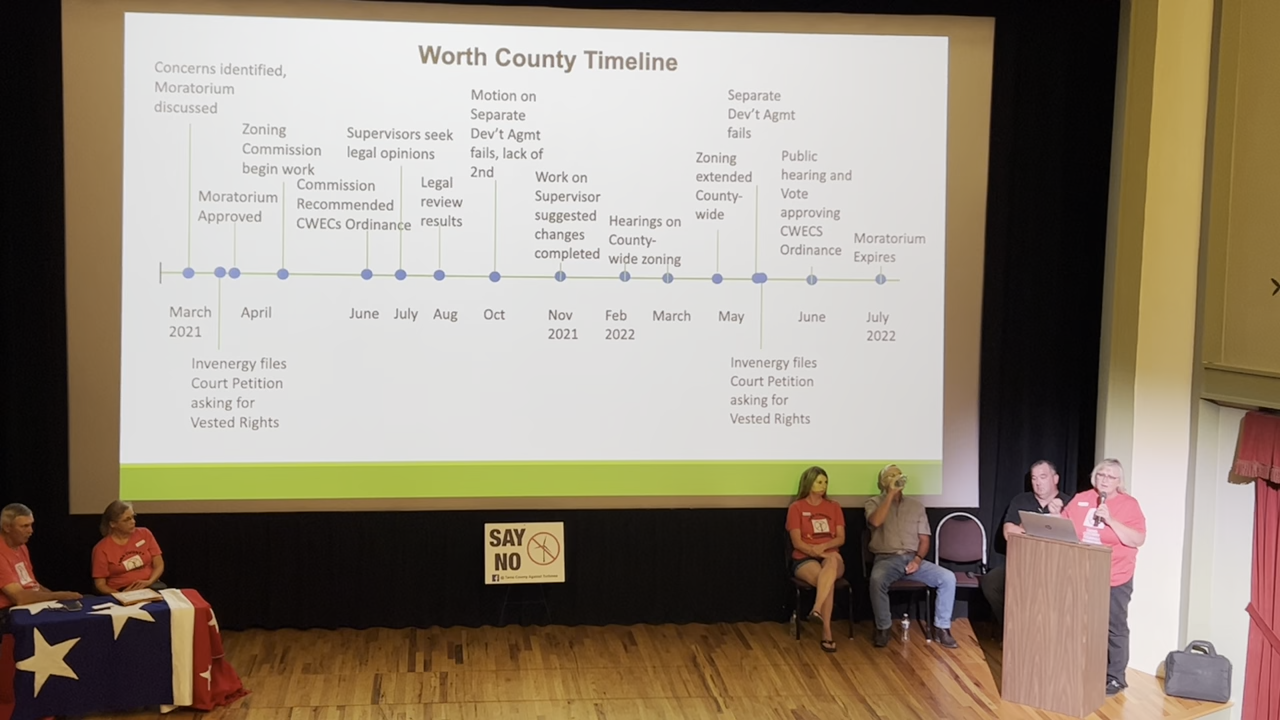 Worth County Timeline
Concerns identified,
Moratorium
discussed
Moratorium
Approved
Zoning
Commission
begin work
Commission
Recommended
CWECs Ordinance
Supervisors seek
legal opinions
Legal
review
results
Motion on
Separate
Dev't Agmt
fails, lack of
2nd
Work on
Supervisor
suggested
changes
completed
Hearings on
County-
wide zoning
Zoning
extended
County-
wide
Separate
Dev't Agmt
fails
Public
hearing and
Vote
approving
CWECS
Ordinance
Moratorium
Expires
March
2021
April
June
July
Aug
Oct
Nov
2021
Feb
2022
March
May
June
July
2022
Invenergy files
Court Petition
asking for
Vested Rights
Invenergy files
Court Petition
asking for
Vested Rights
SAY
NO
County Against Turbines